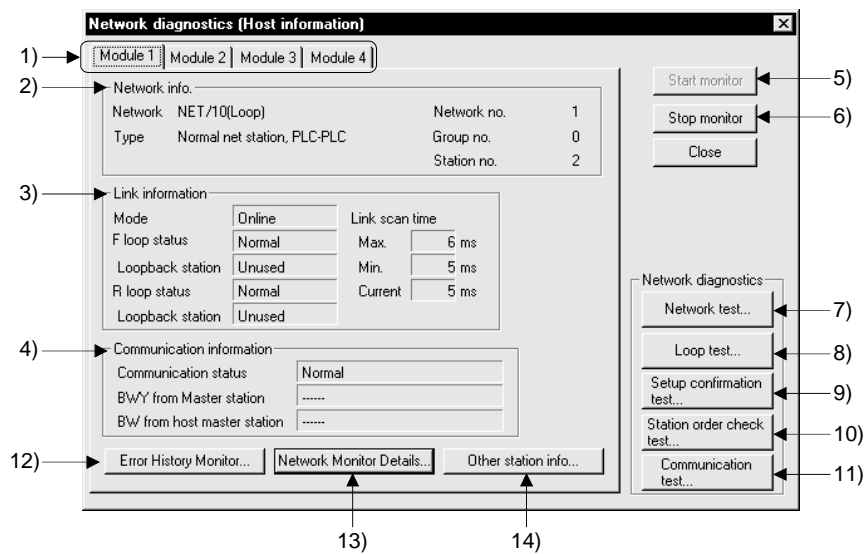 Network diagnostics (Host information)
1)
Module 1 Module 2 Module 3 Module 4
2)
Network info.
Network NET/10(Loop) Network no. 1
Type Normal net station, PLC-PLC Group no. 0
Station no. 2
Start monitor
5)
Stop monitor
6)
Close
3)
Link information
Mode Online Link scan time
F loop status Normal Max. 6 ms
Loopback station Unused Min. 5 ms
R loop status Normal Current 5 ms
Loopback station Unused
4)
Communication information
Communication status Normal
BWY from Master station ------
BW from host master station ------
Network diagnostics
Network test...
7)
Loop test...
8)
Setup confirmation
test...
9)
Station order check
test...
10)
Communication
test...
11)
12)
Error History Monitor... Network Monitor Details... Other station info...
13) 14)